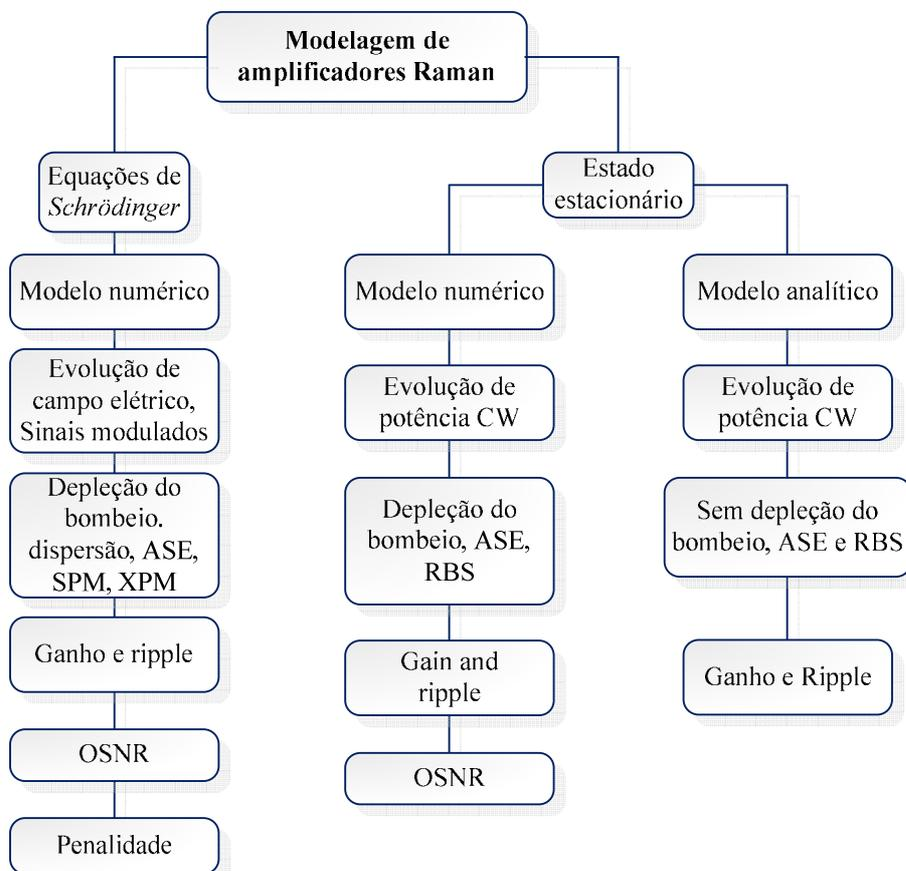 Modelagem de
amplificadores Raman
Equações de
Schrödinger
Modelo numérico
Evolução de
campo elétrico,
Sinais modulados
Depleção do
bombeio.
dispersão, ASE,
SPM, XPM
Ganho e ripple
OSNR
Penalidade
Estado
estacionário
Modelo numérico
Evolução de
potência CW
Depleção do
bombeio, ASE,
RBS
Gain and
ripple
OSNR
Modelo analítico
Evolução de
potência CW
Sem depleção do
bombeio, ASE e RBS
Ganho e Ripple